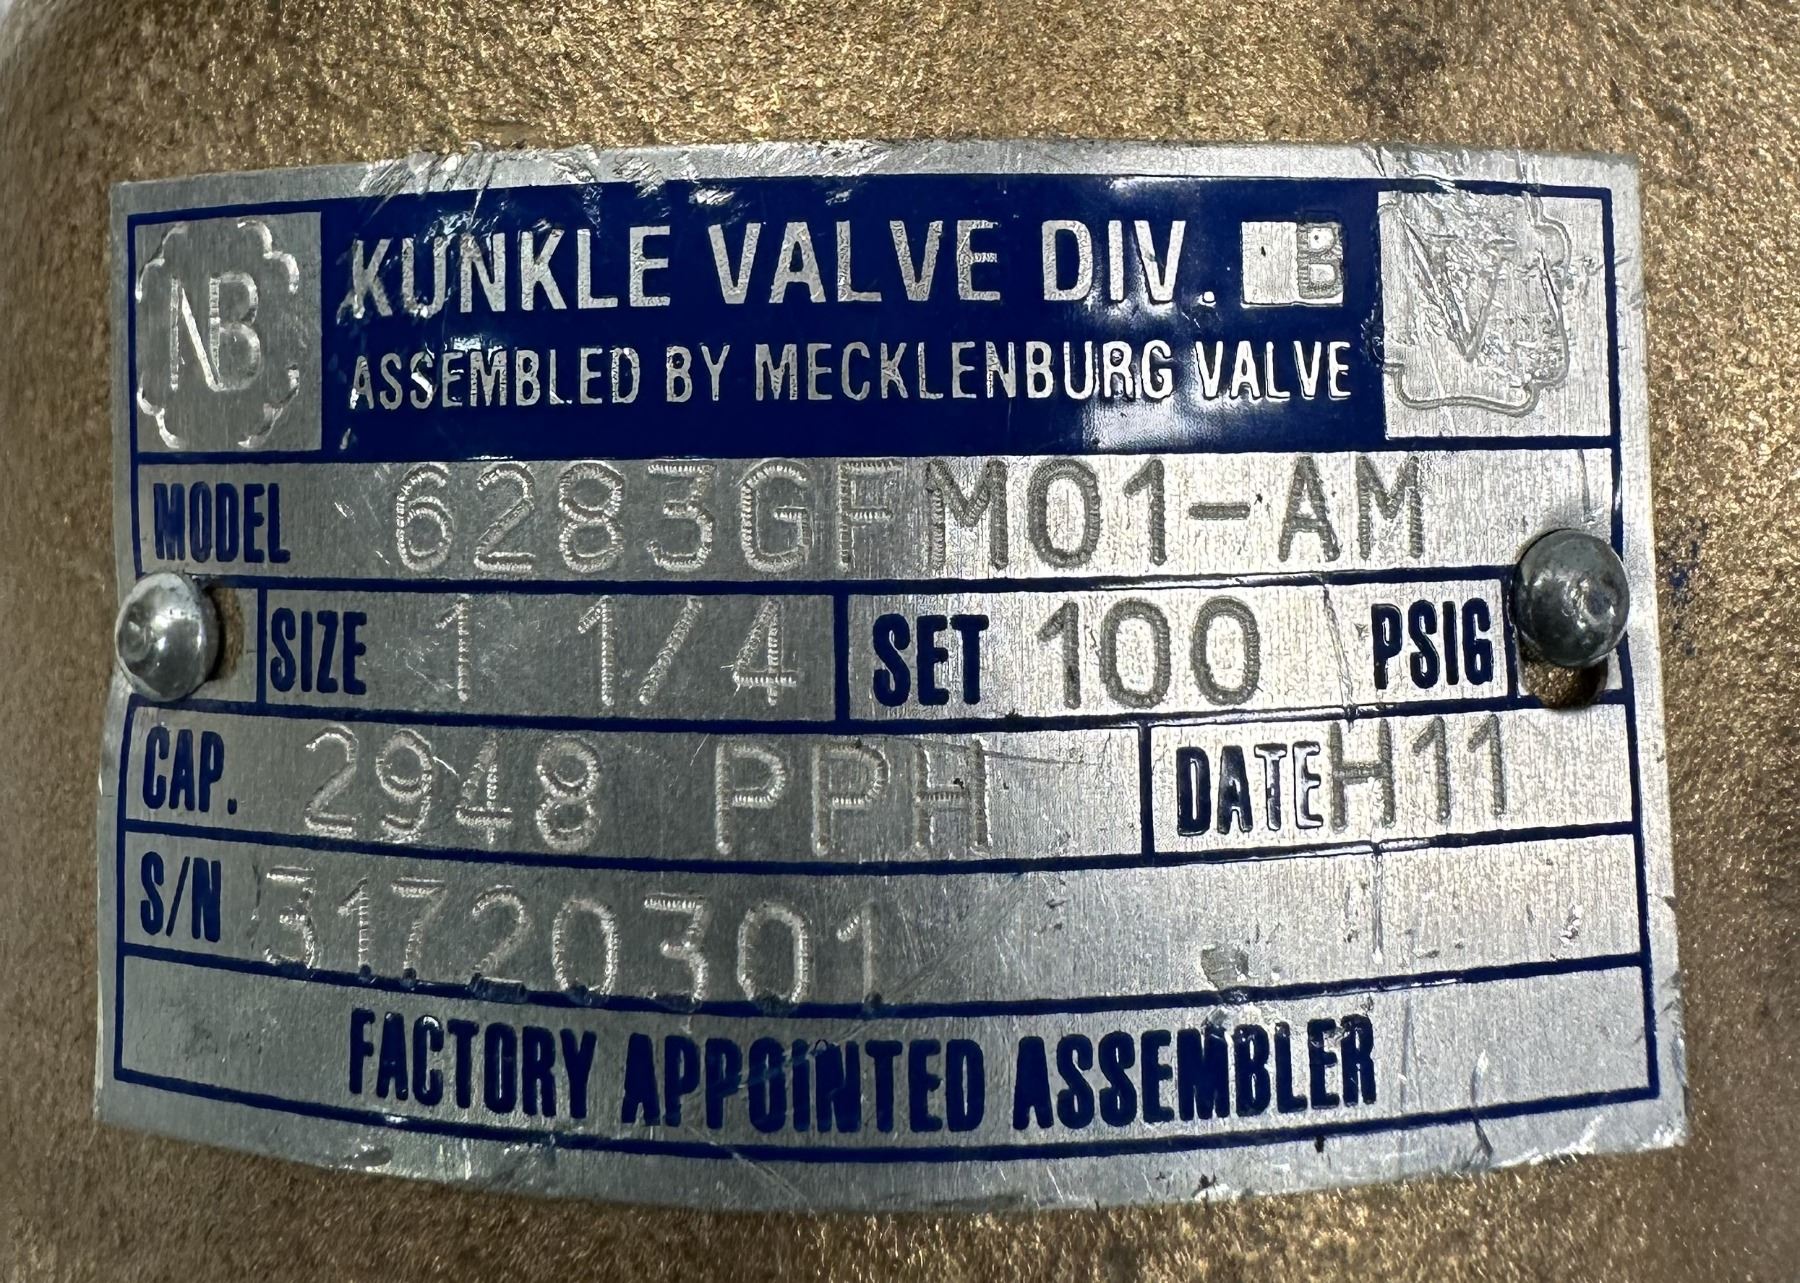 NB KUNKLE VALVE DIV. B V
ASSEMBLED BY MECKLENBURG VALVE
MODEL 6283GFM01-AM
SIZE 1 1/4 SET 100 PSIG
CAP. 2948 PPH DATE H11
S/N 31720301
FACTORY APPOINTED ASSEMBLER